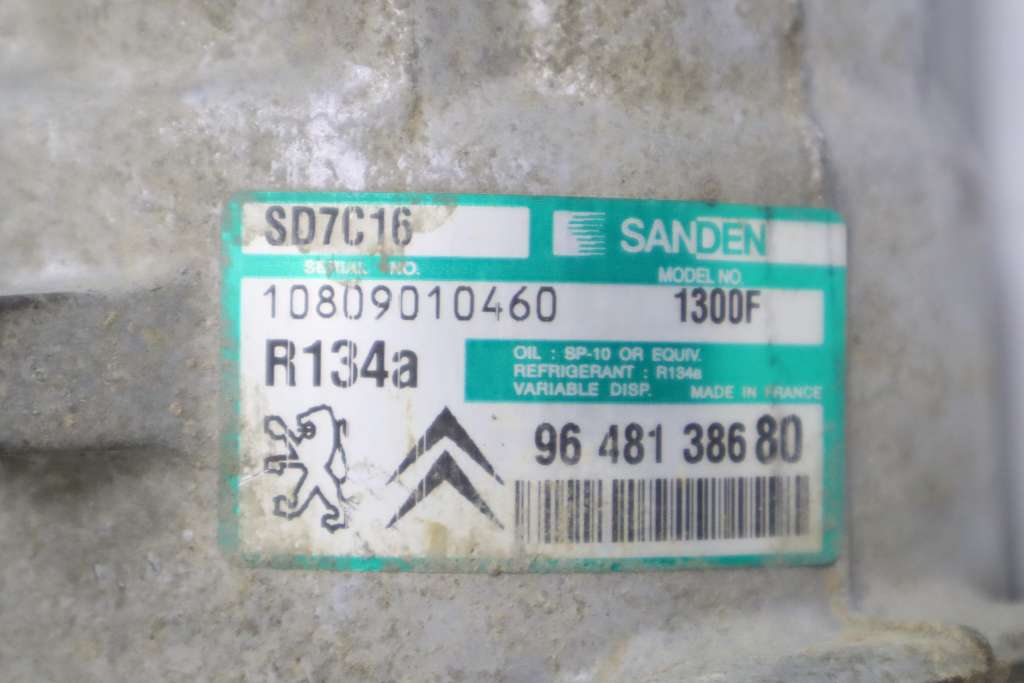 SD7C16
SANDEN
SERIAL NO.
MODEL NO
10809010460
1300F
R134a
OIL : SP-10 OR EQUIV.
REFRIGERANT : R134a
VARIABLE DISP.
MADE IN FRANCE
96 481 386 80